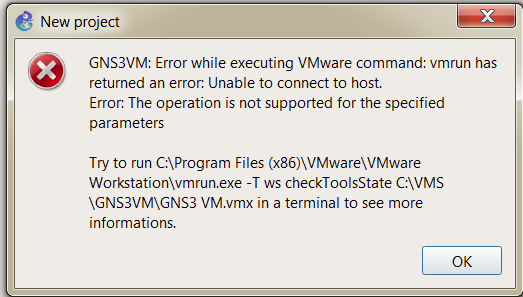 New project
GNS3VM: Error while executing VMware command: vmrun has
returned an error: Unable to connect to host.
Error: The operation is not supported for the specified
parameters
Try to run C:\Program Files (x86)\VMware\VMware
Workstation\vmrun.exe -T ws checkToolsState C:\VMS
\GNS3VM\GNS3 VM.vmx in a terminal to see more
informations.
OK